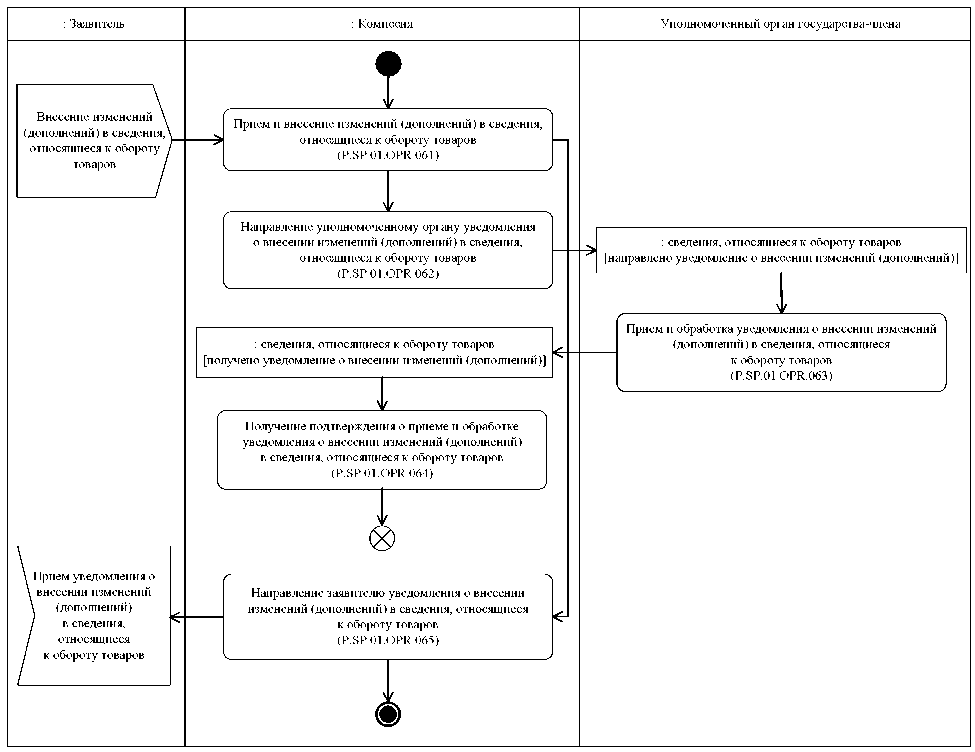 : Заявитель
: Комиссия
Уполномоченный орган государства-члена
Внесение изменений
(дополнений) в сведения,
относящиеся к обороту
товаров
Прием и внесение изменений (дополнений) в сведения,
относящиеся к обороту товаров
(P.SP.01.OPR.061)
Направление уполномоченному органу уведомления
о внесении изменений (дополнений) в сведения,
относящиеся к обороту товаров
(P.SP.01.OPR.062)
: сведения, относящиеся к обороту товаров
[направлено уведомление о внесении изменений (дополнений)]
Прием и обработка уведомления о внесении изменений
(дополнений) в сведения, относящиеся
к обороту товаров
(P.SP.01.OPR.063)
: сведения, относящиеся к обороту товаров
[получено уведомление о внесении изменений (дополнений)]
Получение подтверждения о приеме и обработке
уведомления о внесении изменений (дополнений)
в сведения, относящиеся к обороту товаров
(P.SP.01.OPR.064)
Прием уведомления о
внесении изменений
(дополнений)
в сведения,
относящиеся
к обороту товаров
Направление заявителю уведомления о внесении
изменений (дополнений) в сведения, относящиеся
к обороту товаров
(P.SP.01.OPR.065)